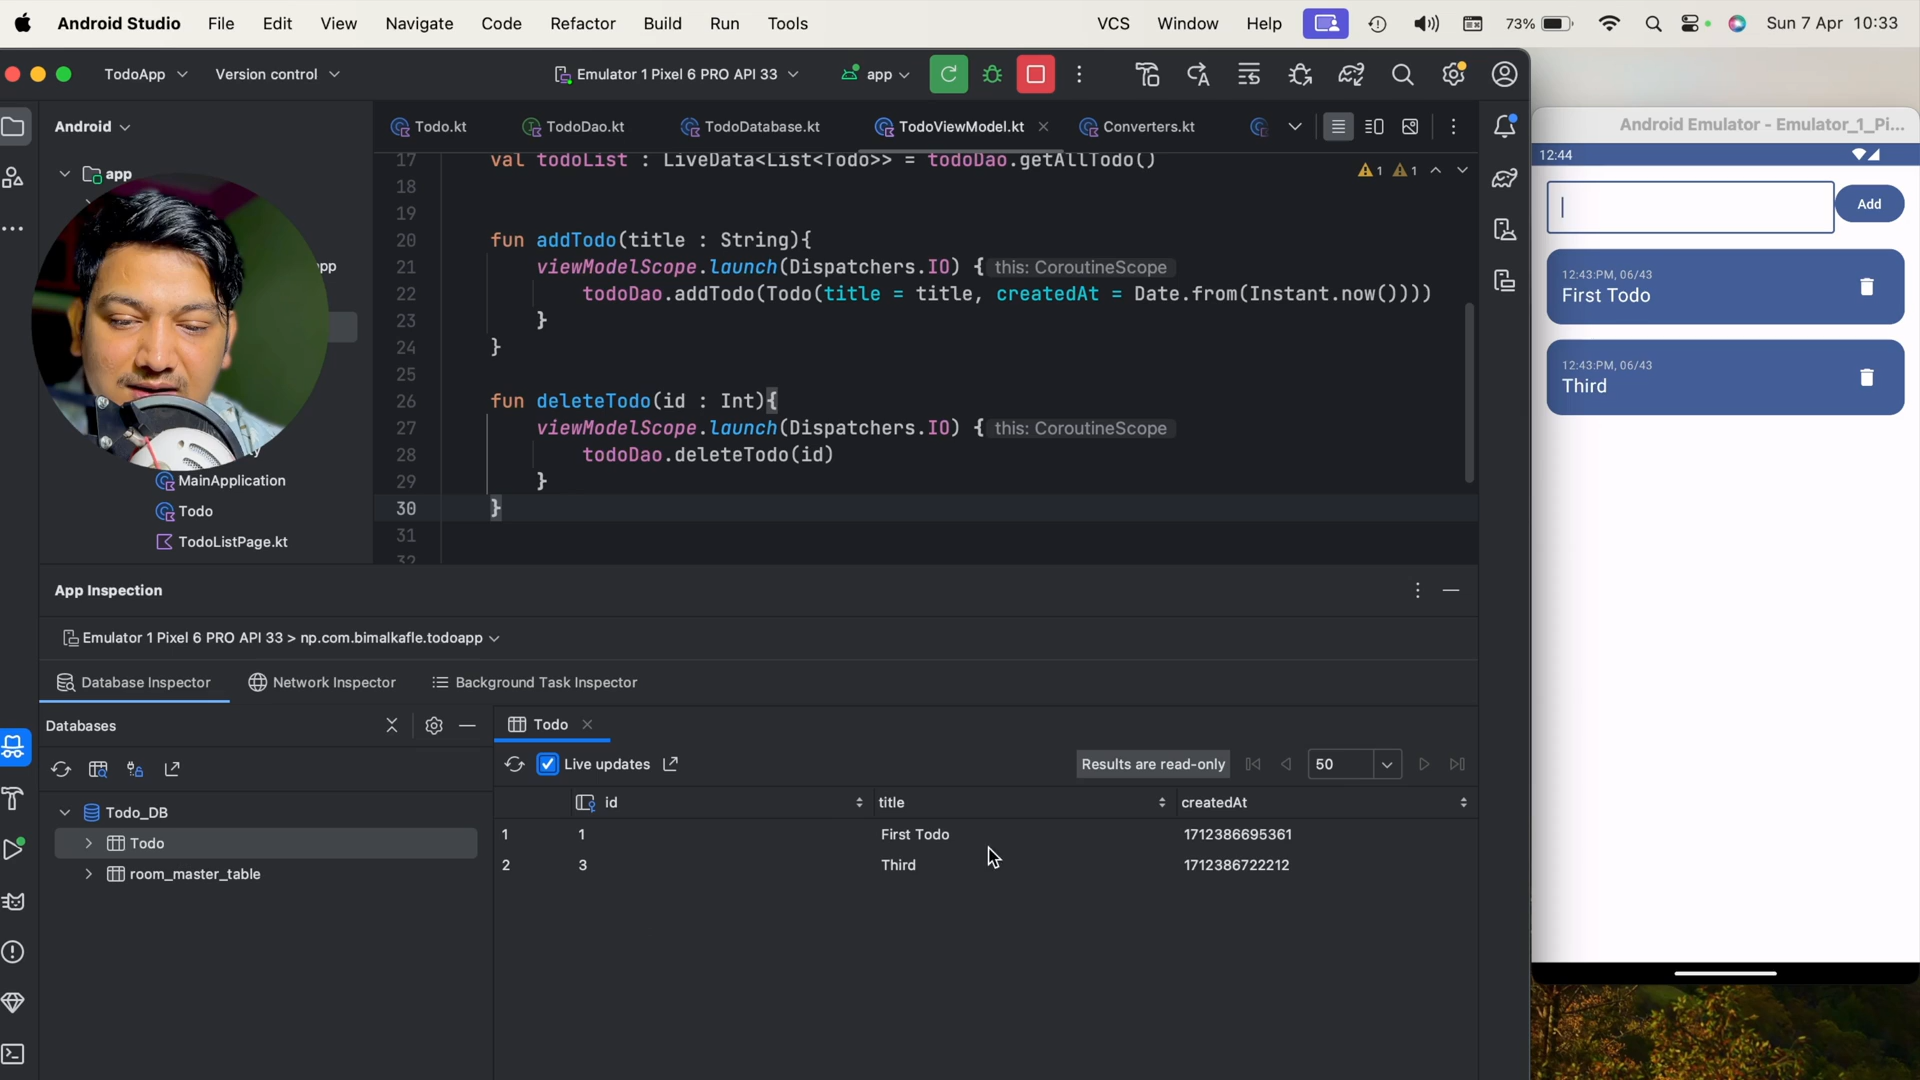 Android Studio File Edit View Navigate Code Refactor Build Run Tools VCS Window Help 73% Sun 7 Apr 10:33
TodoApp Version control Emulator 1 Pixel 6 PRO API 33 app
Android Todo.kt TodoDao.kt TodoDatabase.kt TodoViewModel.kt Converters.kt
Android Emulator - Emulator_1_Pi...
12:44
app
17 val todoList : LiveData<List<Todo>> = todoDao.getAllTodo()
1 1
18
19
20 fun addTodo(title : String){
21 viewModelScope.launch(Dispatchers.IO) { this: CoroutineScope
22 todoDao.addTodo(Todo(title = title, createdAt = Date.from(Instant.now())))
23 }
24 }
25
26 fun deleteTodo(id : Int){
27 viewModelScope.launch(Dispatchers.IO) { this: CoroutineScope
28 todoDao.deleteTodo(id)
29 }
30 }
31
32
MainApplication
Todo
TodoListPage.kt
Add
12:43:PM, 06/43
First Todo
12:43:PM, 06/43
Third
App Inspection
Emulator 1 Pixel 6 PRO API 33 > np.com.bimalkafle.todoapp
Database Inspector Network Inspector Background Task Inspector
Databases
Todo_DB
Todo
room_master_table
Todo
Live updates Results are read-only 50
id title createdAt
1 1 First Todo 1712386695361
2 3 Third 1712386722212